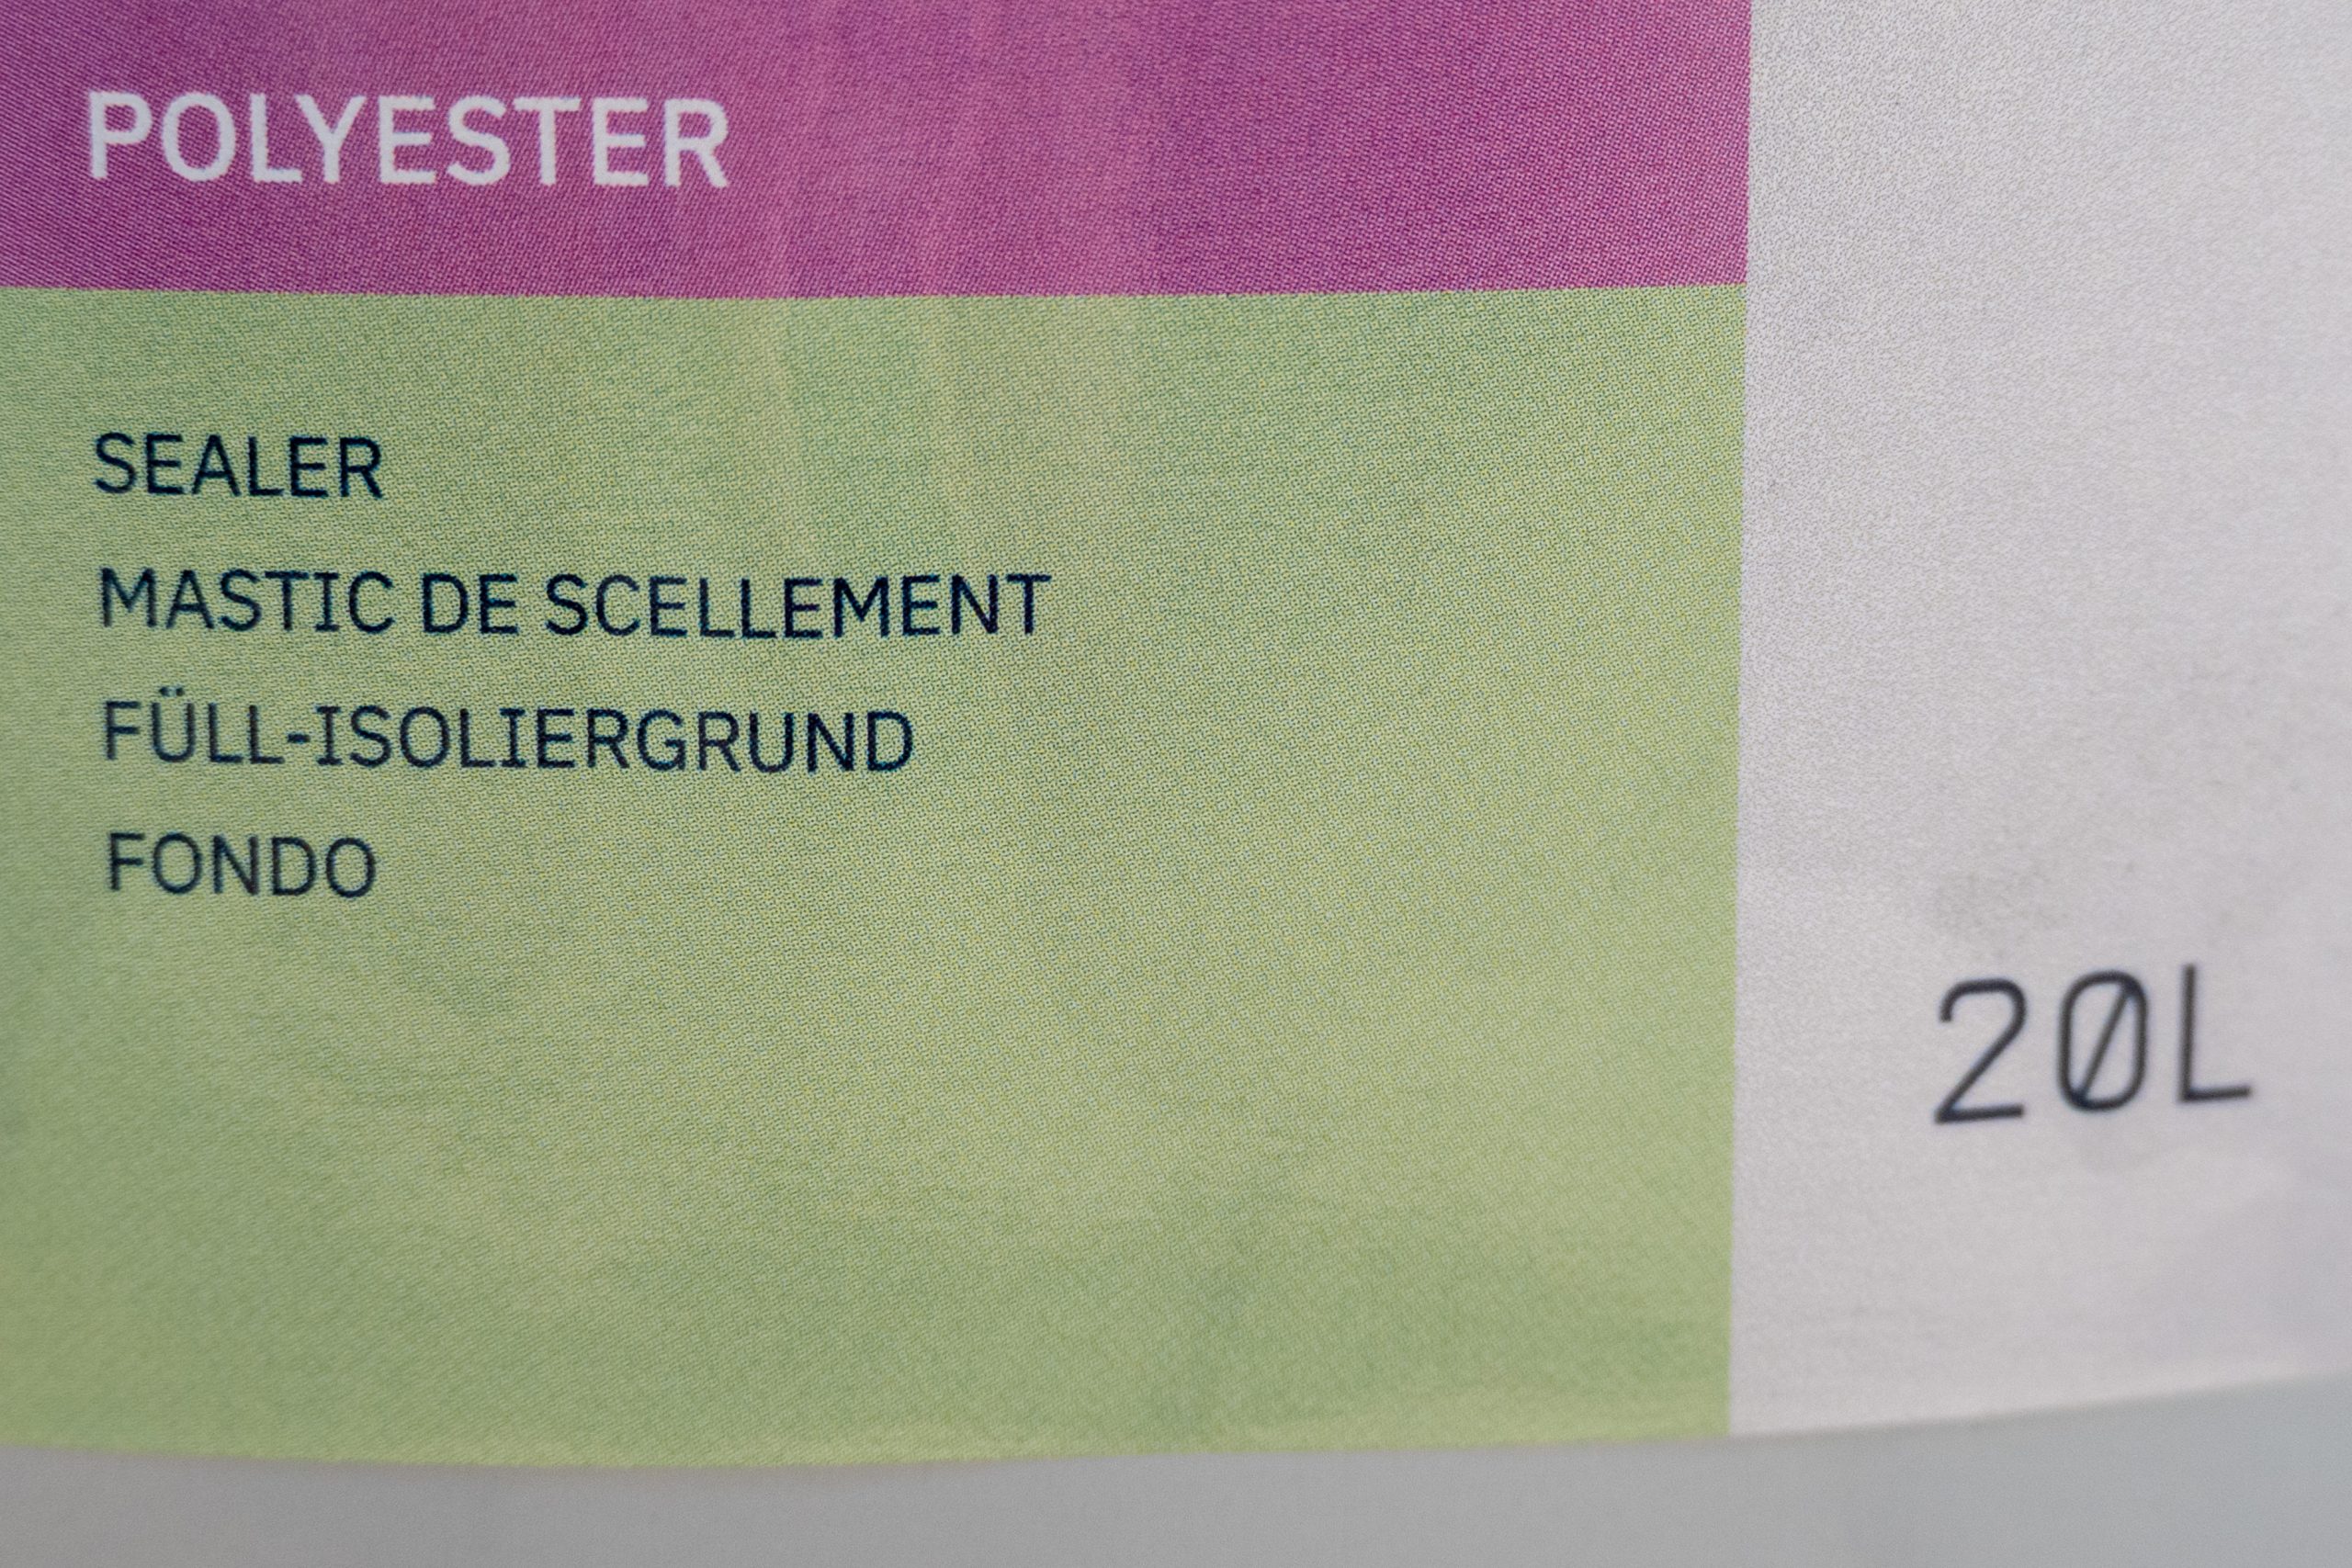 POLYESTER
SEALER
MASTIC DE SCELLEMENT
FÜLL-ISOLIERGRUND
FONDO
20L